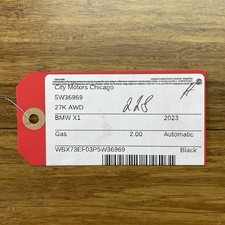 City Motors Chicago
5W36969
27K AWD
228
BMW X1 2023
Gas 2.00 Automatic
WBX73EF03P5W36969
Black